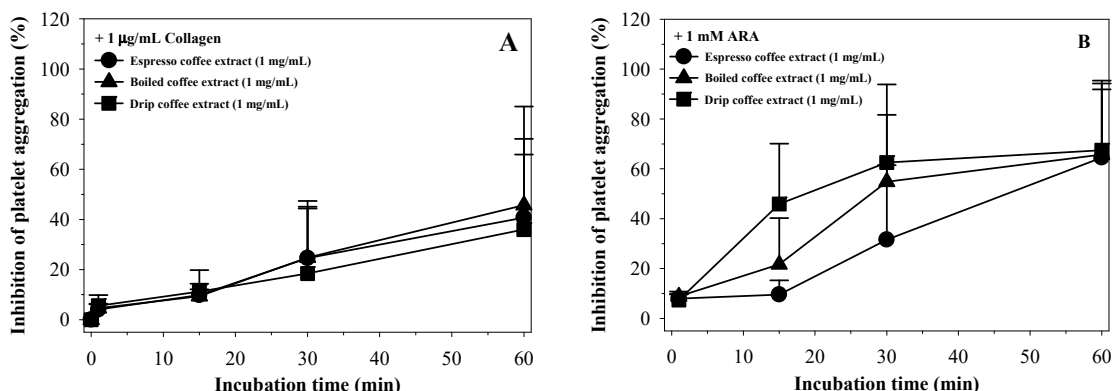 Inhibition of platelet aggregation (%)
120
100
80
60
40
20
0
+ 1 μg/mL Collagen
A
Espresso coffee extract (1 mg/mL)
Boiled coffee extract (1 mg/mL)
Drip coffee extract (1 mg/mL)
0 10 20 30 40 50 60
Incubation time (min)
Inhibition of platelet aggregation (%)
120
100
80
60
40
20
0
+ 1 mM ARA
B
Espresso coffee extract (1 mg/mL)
Boiled coffee extract (1 mg/mL)
Drip coffee extract (1 mg/mL)
0 10 20 30 40 50 60
Incubation time (min)